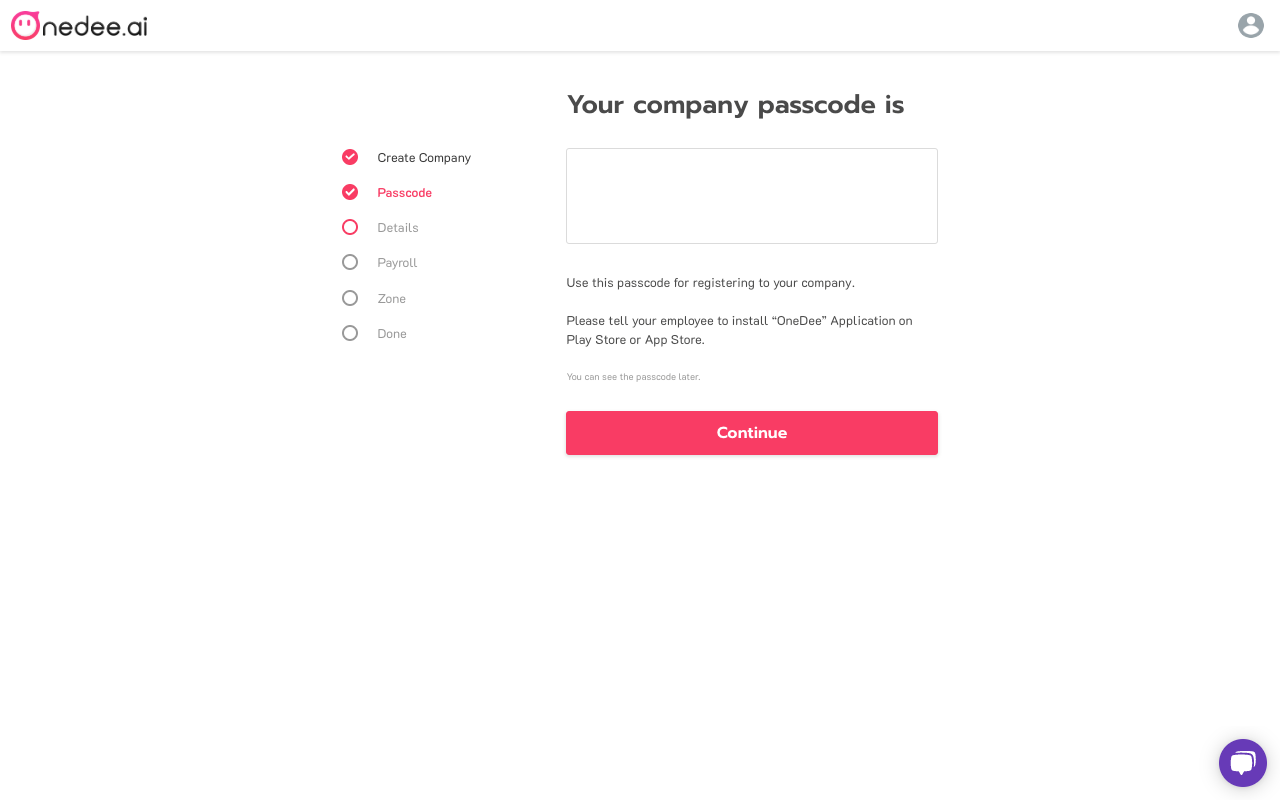 Onedee.ai
Your company passcode is
Create Company
Passcode
Details
Payroll
Zone
Done
Use this passcode for registering to your company.
Please tell your employee to install “OneDee” Application on
Play Store or App Store.
You can see the passcode later.
Continue